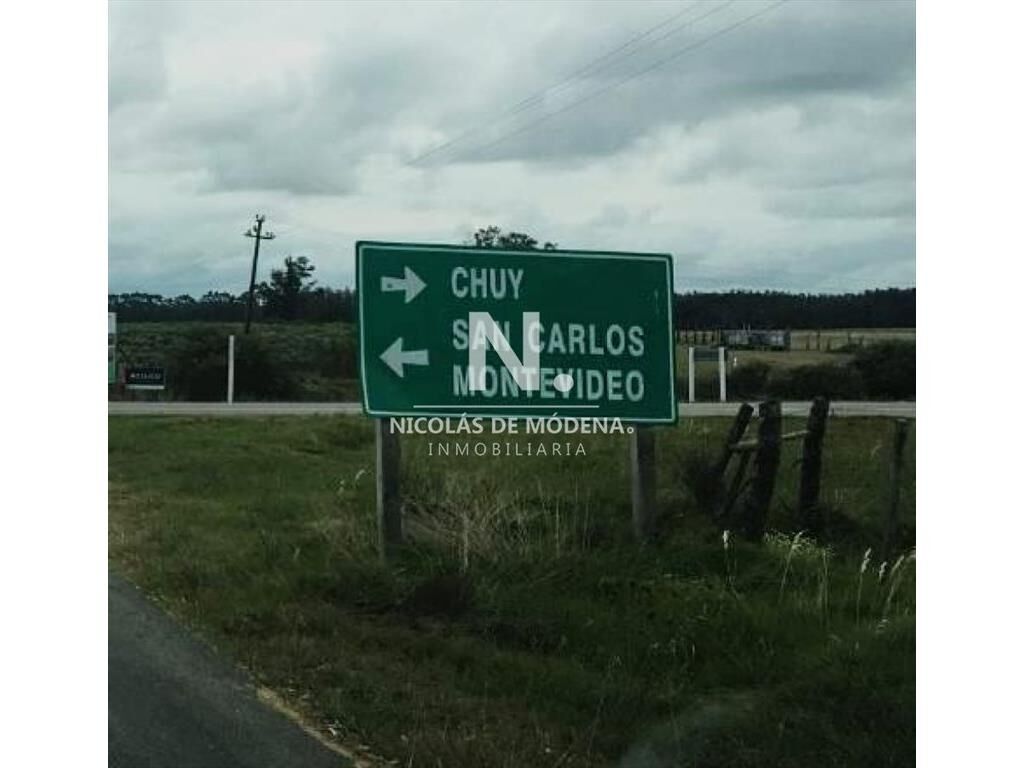 CHUY
SAN CARLOS
MONTEVIDEO
N.
NICOLÁS DE MÓDENA
INMOBILIARIA